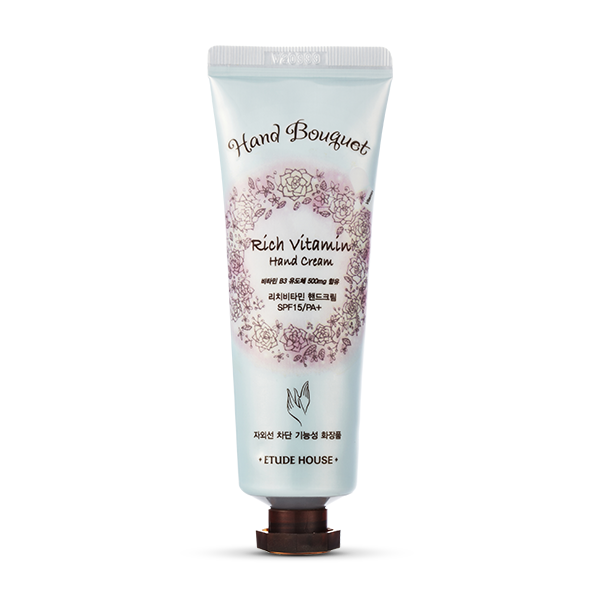 Hand Bouquet
Rich Vitamin
Hand Cream
비타민 B3 유도체 500mg 함유
리치비타민 핸드크림
SPF15/PA+
자외선 차단 기능성 화장품
• ETUDE HOUSE •